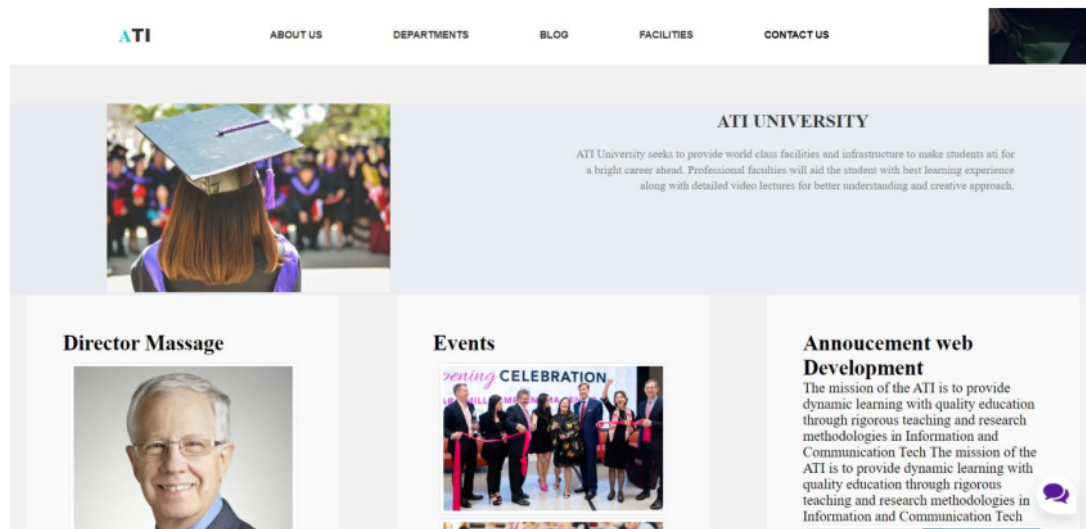 ATI
ABOUT US
DEPARTMENTS
BLOG
FACILITIES
CONTACT US
ATI UNIVERSITY
ATI University seeks to provide world class facilities and infrastructure to make students ati for
a bright career ahead. Professional faculties will aid the student with best learning experience
along with detailed video lectures for better understanding and creative approach.
Director Massage
Events
pening CELEBRATION
Annoucement web
Development
The mission of the ATI is to provide
dynamic learning with quality education
through rigorous teaching and research
methodologies in Information and
Communication Tech The mission of the
ATI is to provide dynamic learning with
quality education through rigorous
teaching and research methodologies in
Information and Communication Tech